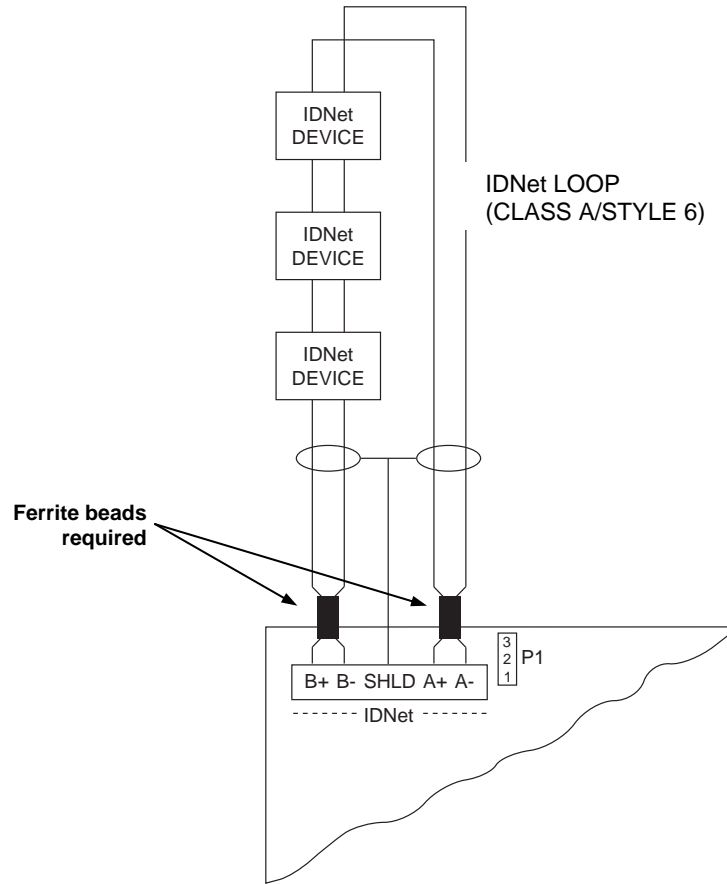 IDNet
DEVICE
IDNet
DEVICE
IDNet
DEVICE
IDNet LOOP
(CLASS A/STYLE 6)
Ferrite beads
required
B+ B- SHLD A+ A-
IDNet
3
2
1
P1